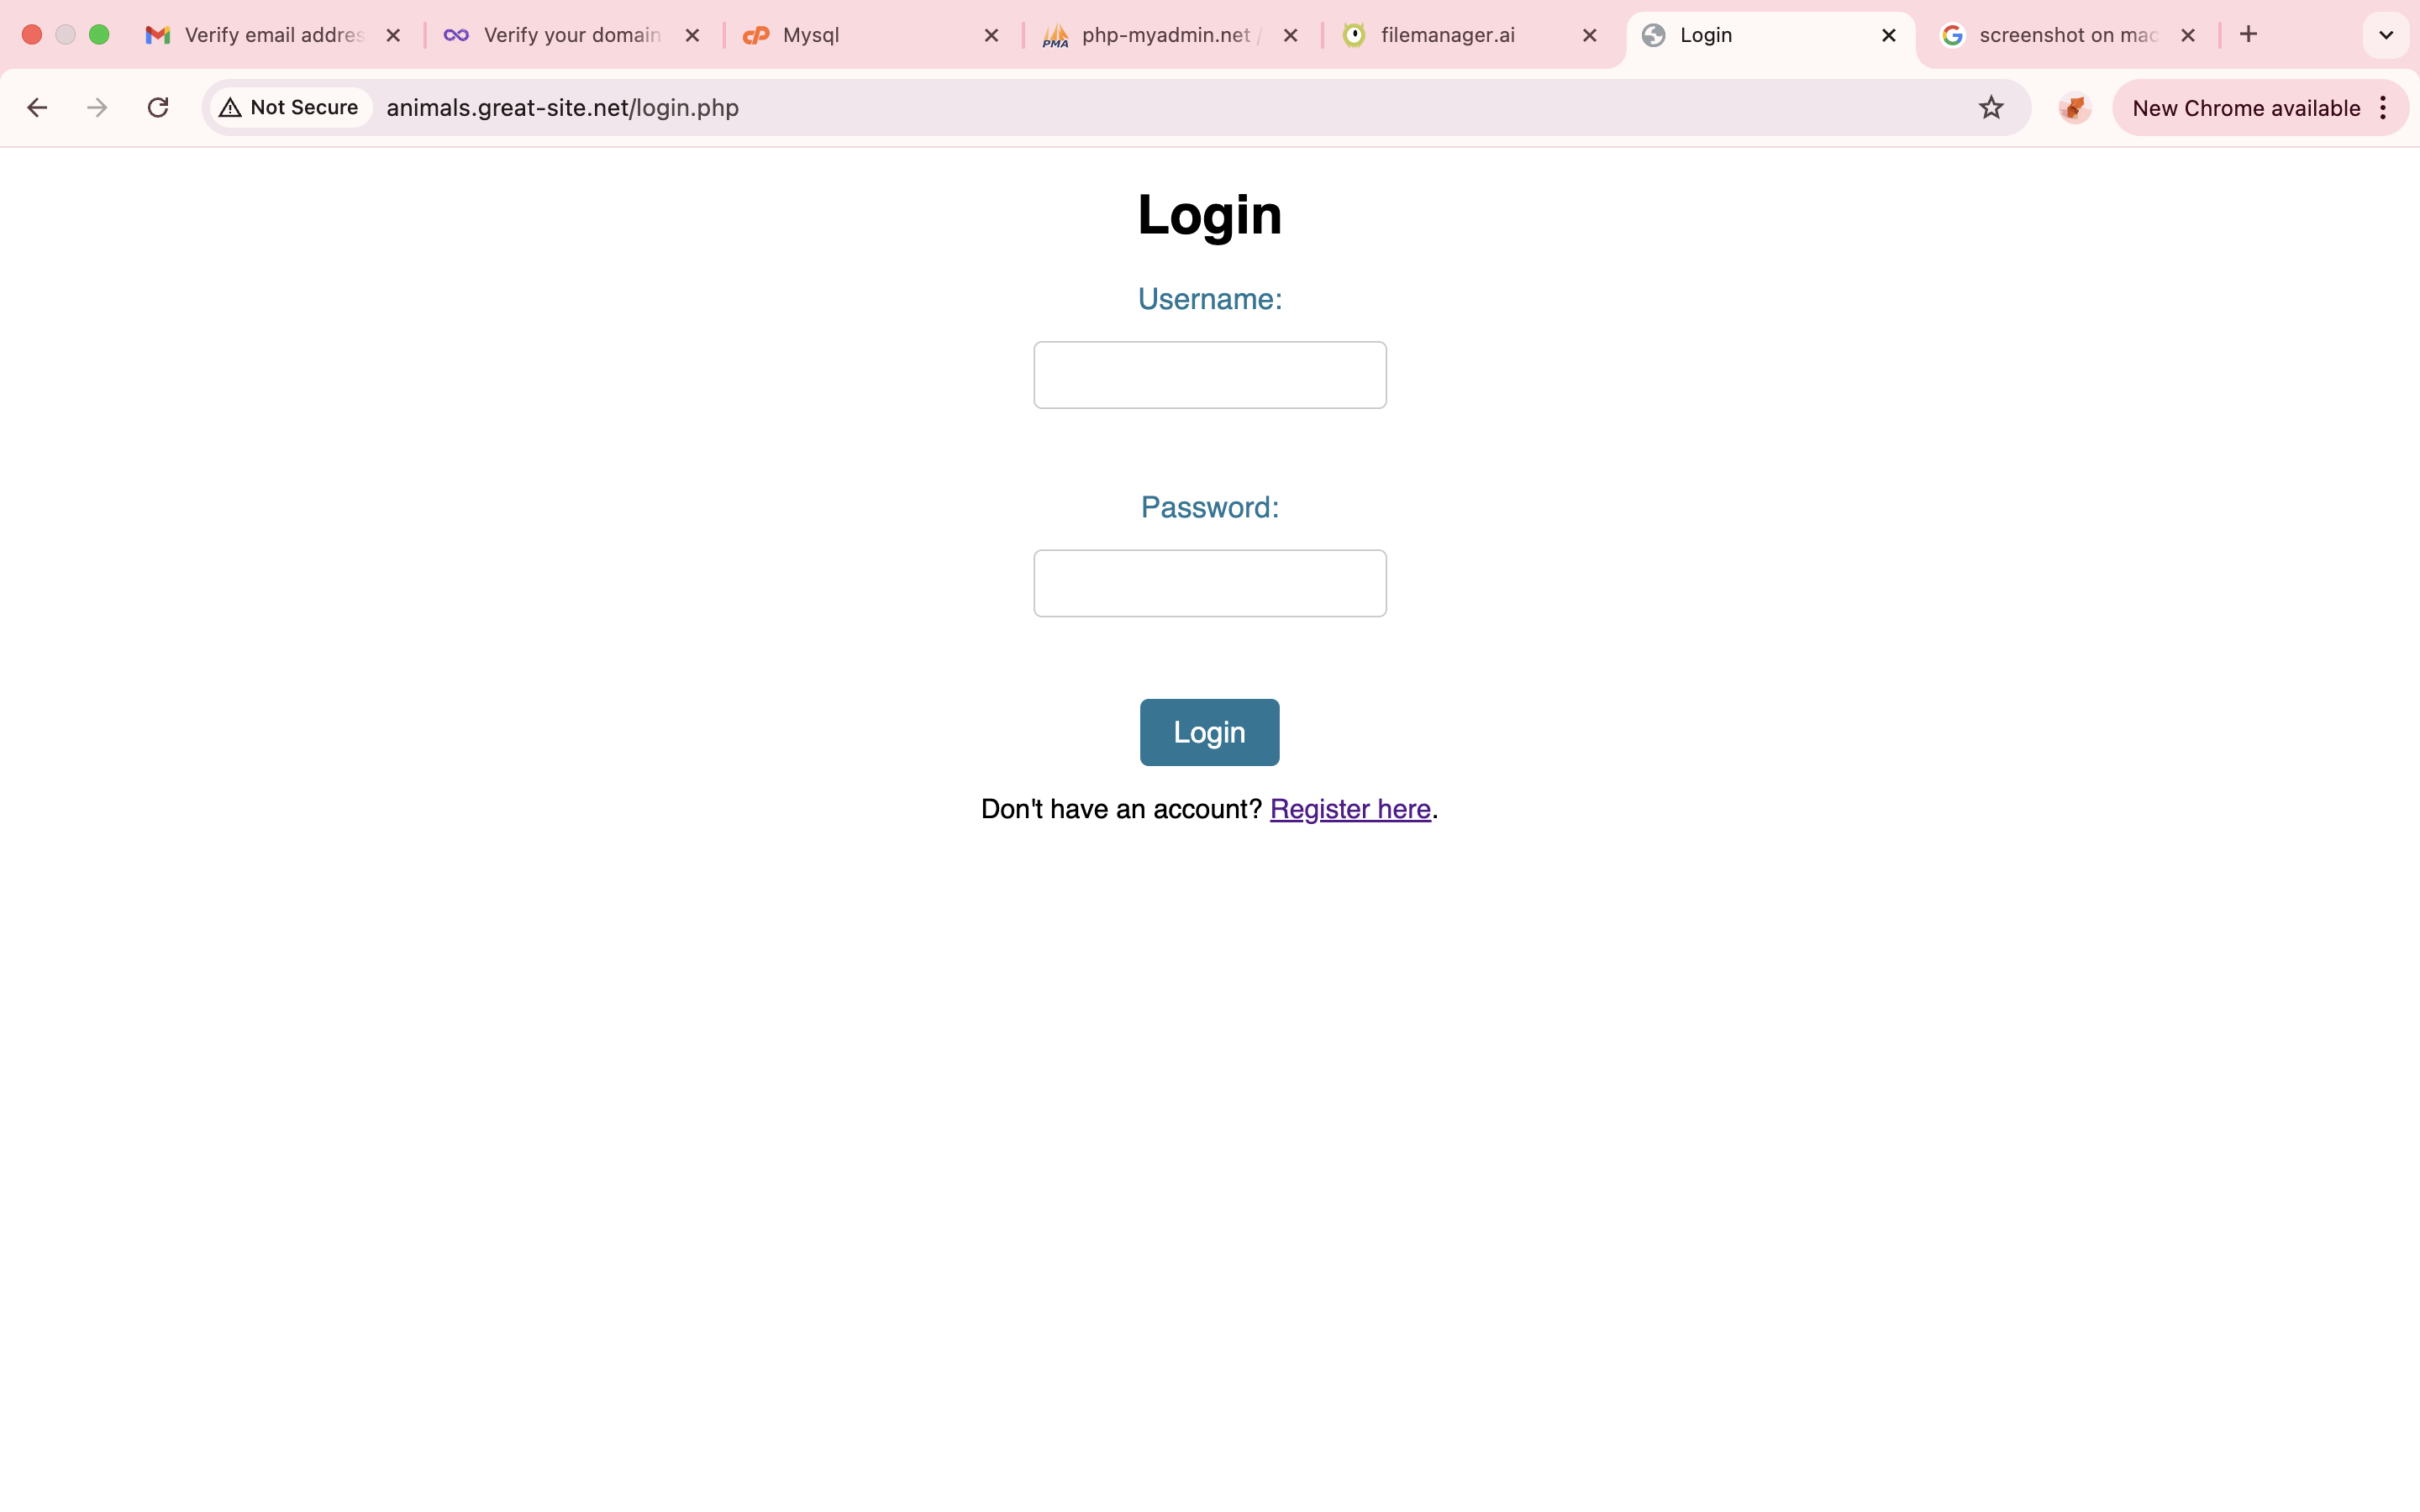 Verify email addres
Verify your domain
Mysql
PMA
php-myadmin.net /
filemanager.ai
Login
screenshot on mac
Not Secure
animals.great-site.net/login.php
New Chrome available
Login
Username:
Password:
Login
Don't have an account? Register here.